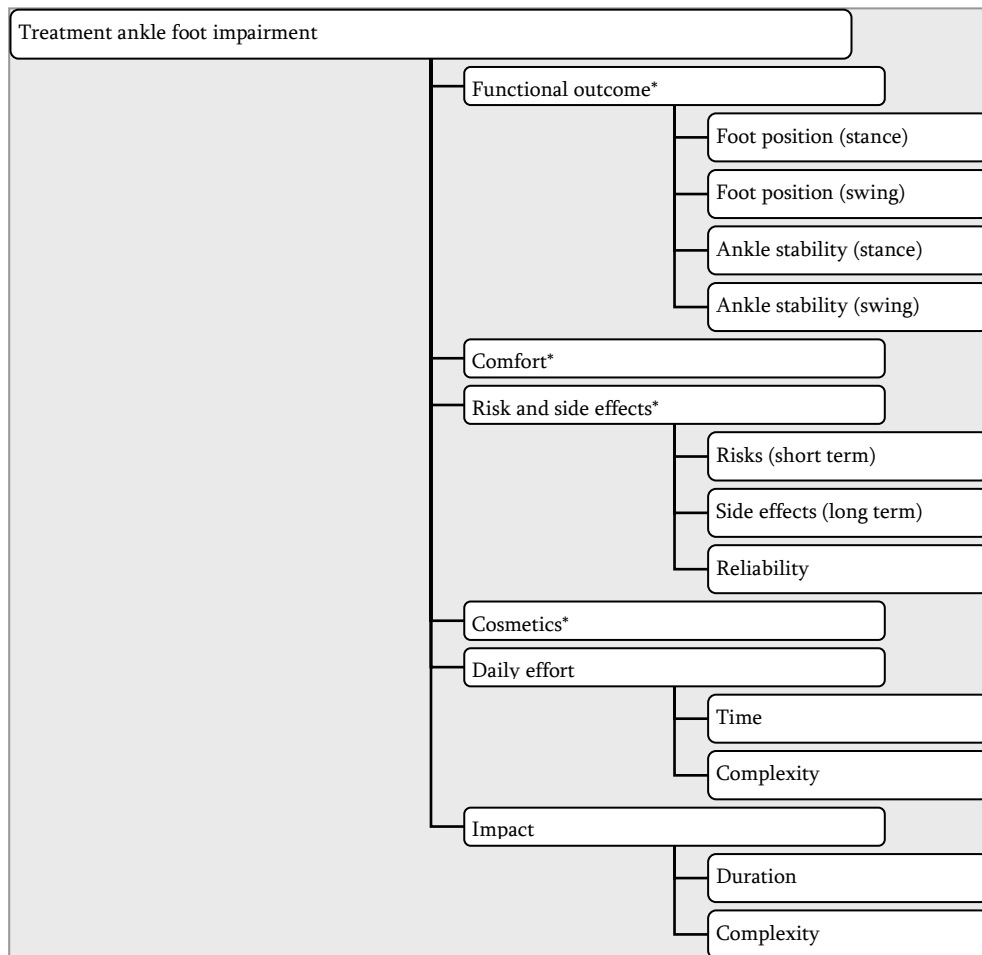 Treatment ankle foot impairment
Functional outcome*
Foot position (stance)
Foot position (swing)
Ankle stability (stance)
Ankle stability (swing)
Comfort*
Risk and side effects*
Risks (short term)
Side effects (long term)
Reliability
Cosmetics*
Daily effort
Time
Complexity
Impact
Duration
Complexity